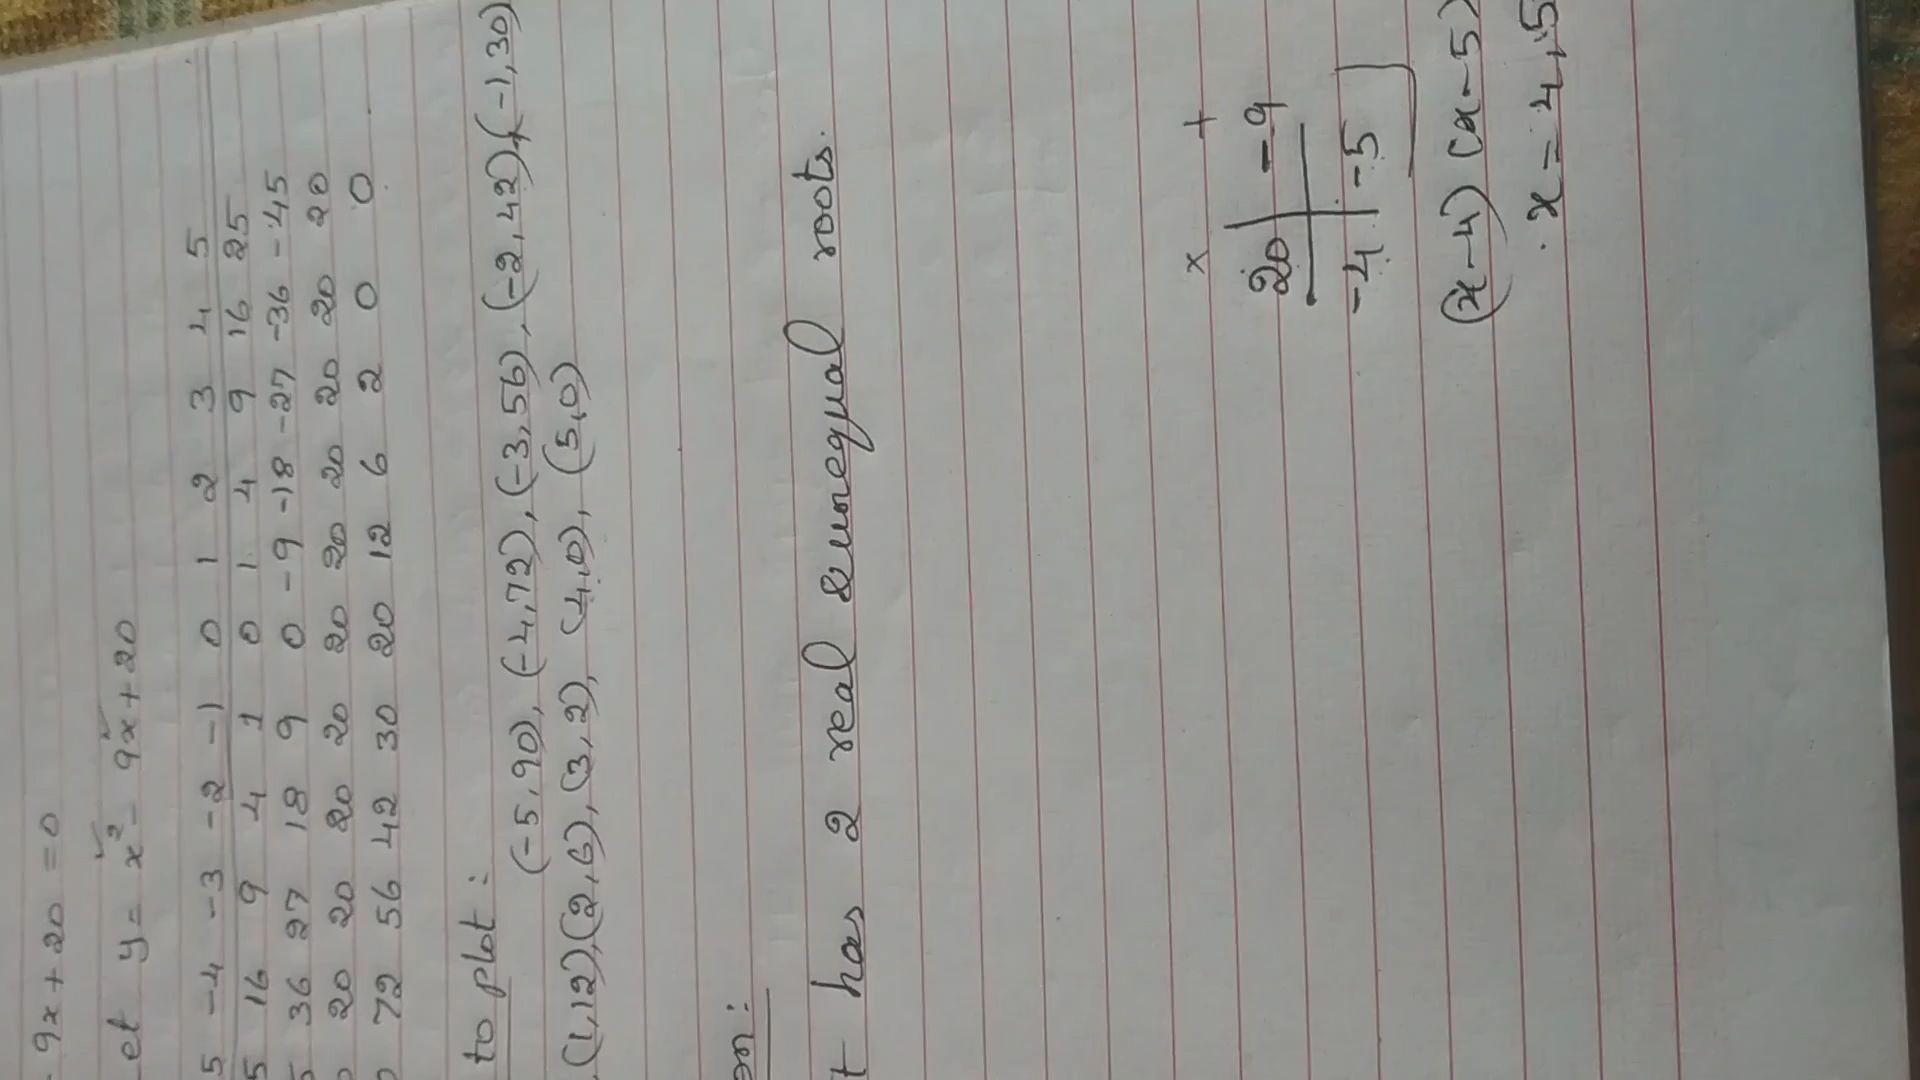 9x + 20 = 0
et y = x² - 9x + 20
5 -4 -3 -2 -1 0 1 2 3 4 5
5 16 9 4 1 0 1 4 9 16 25
36 27 18 9 0 -9 -18 -27 -36 -45
20 20 20 20 20 20 20 20 20 20
72 56 42 30 20 12 6 2 0 0
to plot :
(-5, 90), (-4, 72), (-3, 56), (-2, 42), (-1, 30)
(1, 12), (2, 6), (3, 2), (4, 0), (5, 0)
on:
t has 2 real & unequal roots.
x +
20 -9
-4 -5
(x-4) (x-5)
x = 4, 5